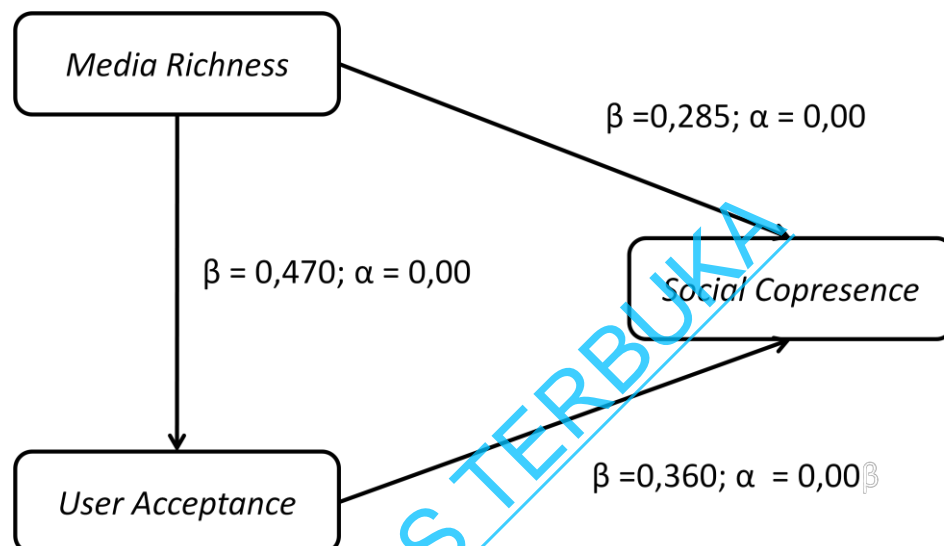 Media Richness
β =0,285; α = 0,00
β = 0,470; α = 0,00
Social Copresence
S TERBUKA
β =0,360; α  = 0,00β
User Acceptance